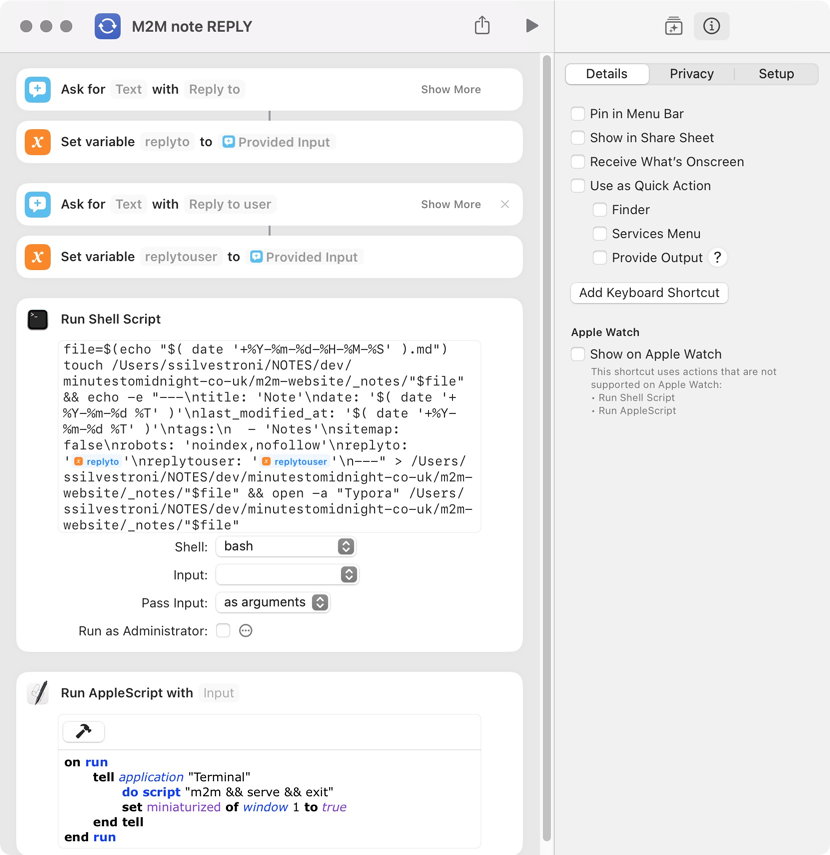 M2M note REPLY
Ask for Text with Reply to Show More
Set variable replyto to Provided Input
Ask for Text with Reply to user Show More
Set variable replytouser to Provided Input
Run Shell Script
file=$(echo "$( date '+%Y-%m-%d-%H-%M-%S' ).md")
touch /Users/ssilvestroni/NOTES/dev/
minutestomidnight-co-uk/m2m-website/_notes/"$file"
&& echo -e "---\ntitle: 'Note'\ndate: '$( date '+
%Y-%m-%d %T' )'\nlast_modified_at: '$( date '+%Y-
%m-%d %T' )'\ntags:\n  - 'Notes'\nsitemap:
false\nrobots: 'noindex,nofollow'\nreplyto:
'replyto'\nreplytouser: 'replytouser'\n---" > /Users/
ssilvestroni/NOTES/dev/minutestomidnight-co-uk/m2m-
website/_notes/"$file" && open -a "Typora" /Users/
ssilvestroni/NOTES/dev/minutestomidnight-co-uk/m2m-
website/_notes/"$file"
Shell: bash
Input:
Pass Input: as arguments
Run as Administrator:
Run AppleScript with Input
on run
tell application "Terminal"
do script "m2m && serve && exit"
set miniaturized of window 1 to true
end tell
end run
Details Privacy Setup
Pin in Menu Bar
Show in Share Sheet
Receive What's Onscreen
Use as Quick Action
Finder
Services Menu
Provide Output ?
Add Keyboard Shortcut
Apple Watch
Show on Apple Watch
This shortcut uses actions that are not
supported on Apple Watch:
• Run Shell Script
• Run AppleScript